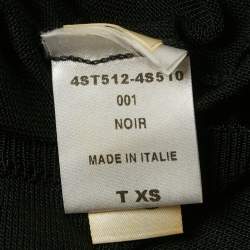 4ST512-4S510
001
NOIR
MADE IN ITALIE
T XS